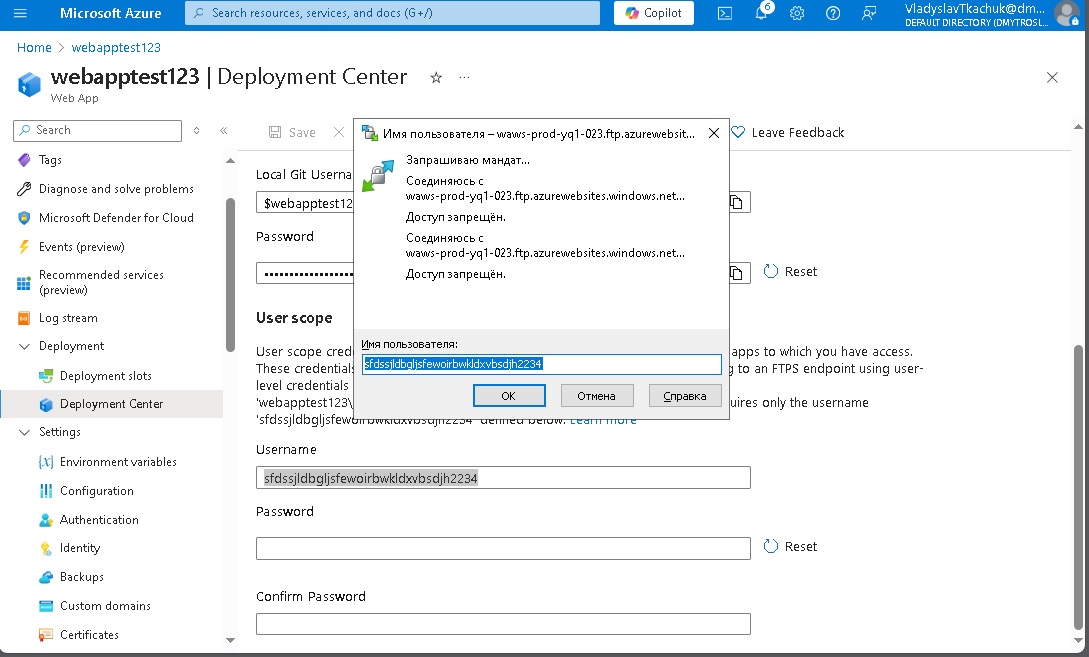 Microsoft Azure
Search resources, services, and docs (G+/)
Copilot
6
VladyslavTkachuk@dm...
DEFAULT DIRECTORY (DMYTROSL...
Home > webapptest123
webapptest123 | Deployment Center
Web App
Search
Save
Leave Feedback
Tags
Diagnose and solve problems
Microsoft Defender for Cloud
Events (preview)
Recommended services
(preview)
Log stream
Deployment
Deployment slots
Deployment Center
Settings
Environment variables
Configuration
Authentication
Identity
Backups
Custom domains
Certificates
Local Git Userna
$webapptest12
Password
Reset
User scope
User scope cred
apps to which you have access.
These credentials
g to an FTPS endpoint using user-
level credentials
'webapptest123\
uires only the username
'sfdssjldbgljsfewoirbwkldxvbsdjh2234' defined below. Learn more
Username
sfdssjldbgljsfewoirbwkldxvbsdjh2234
Password
Reset
Confirm Password
Имя пользователя – waws-prod-yq1-023.ftp.azurewebsit...
Запрашиваю мандат...
Соединяюсь с
waws-prod-yq1-023.ftp.azurewebsites.windows.net...
Доступ запрещён.
Соединяюсь с
waws-prod-yq1-023.ftp.azurewebsites.windows.net...
Доступ запрещён.
Имя пользователя:
sfdssjldbgljsfewoirbwkldxvbsdjh2234
OK
Отмена
Справка